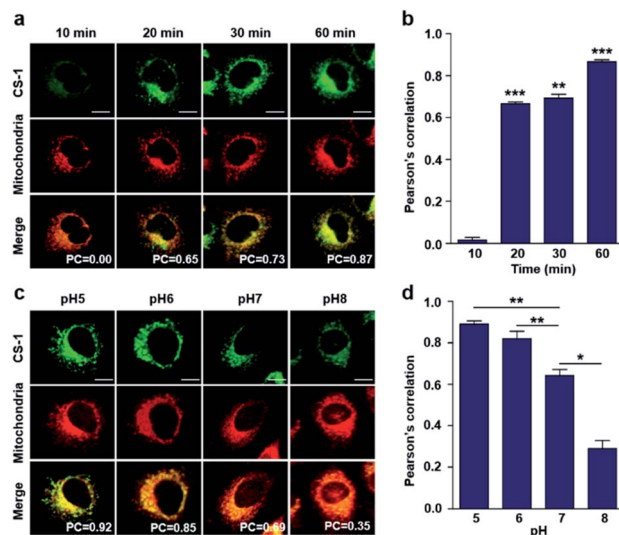 a
10 min 20 min 30 min 60 min
CS-1
Mitochondria
Merge
PC=0.00 PC=0.65 PC=0.73 PC=0.87
b
Pearson's correlation
1.0
0.8
0.6
0.4
0.2
0.0
*** ** ***
10 20 30 60
Time (min)
c
pH5 pH6 pH7 pH8
CS-1
Mitochondria
Merge
PC=0.92 PC=0.85 PC=0.69 PC=0.35
d
Pearson's correlation
1.0
0.8
0.6
0.4
0.2
0.0
**
**
*
5 6 7 8
pH